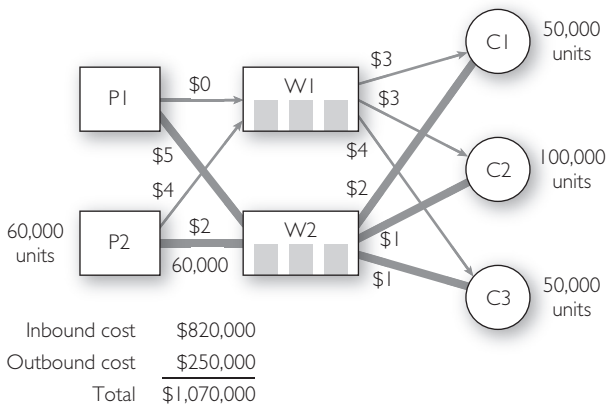 P1
$0
W1
$3
$3
C1
50,000
units
$5
$4
$4
$2
C2
100,000
units
60,000
units
P2
$2
60,000
W2
$1
$1
C3
50,000
units
Inbound cost $820,000
Outbound cost $250,000
Total $1,070,000